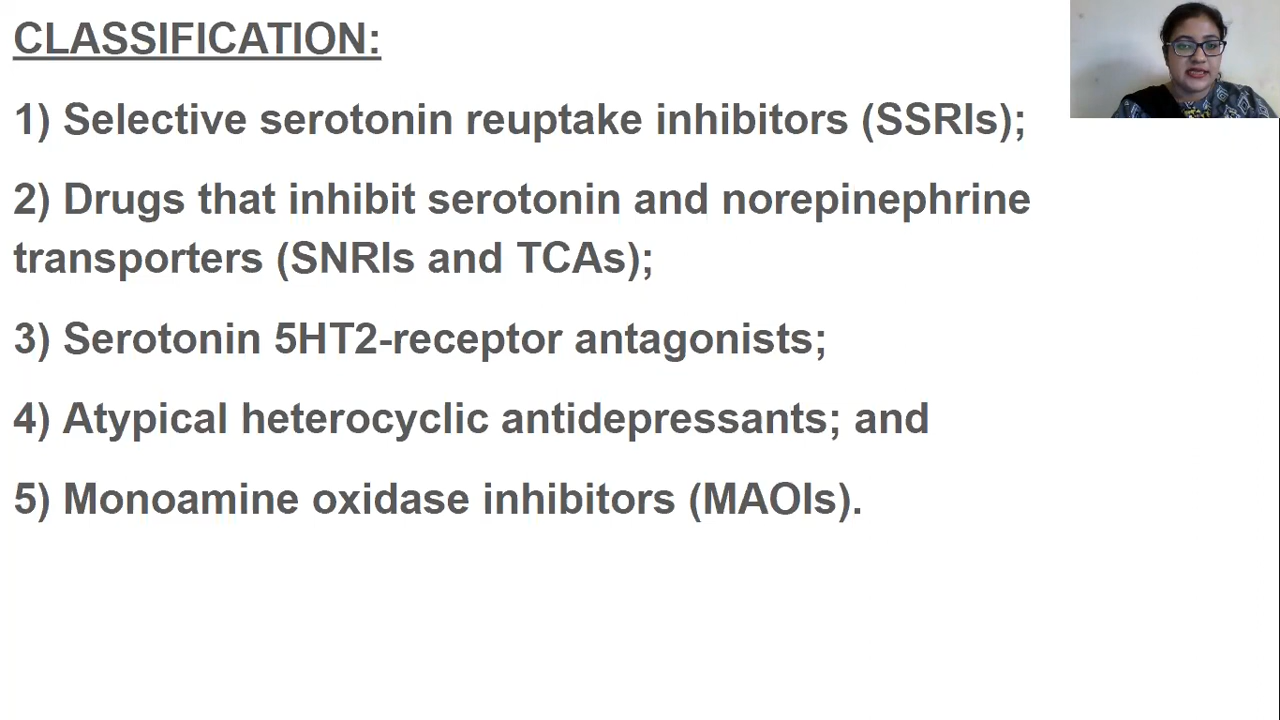 CLASSIFICATION:
1) Selective serotonin reuptake inhibitors (SSRIs);
2) Drugs that inhibit serotonin and norepinephrine
transporters (SNRIs and TCAs);
3) Serotonin 5HT2-receptor antagonists;
4) Atypical heterocyclic antidepressants; and
5) Monoamine oxidase inhibitors (MAOIs).